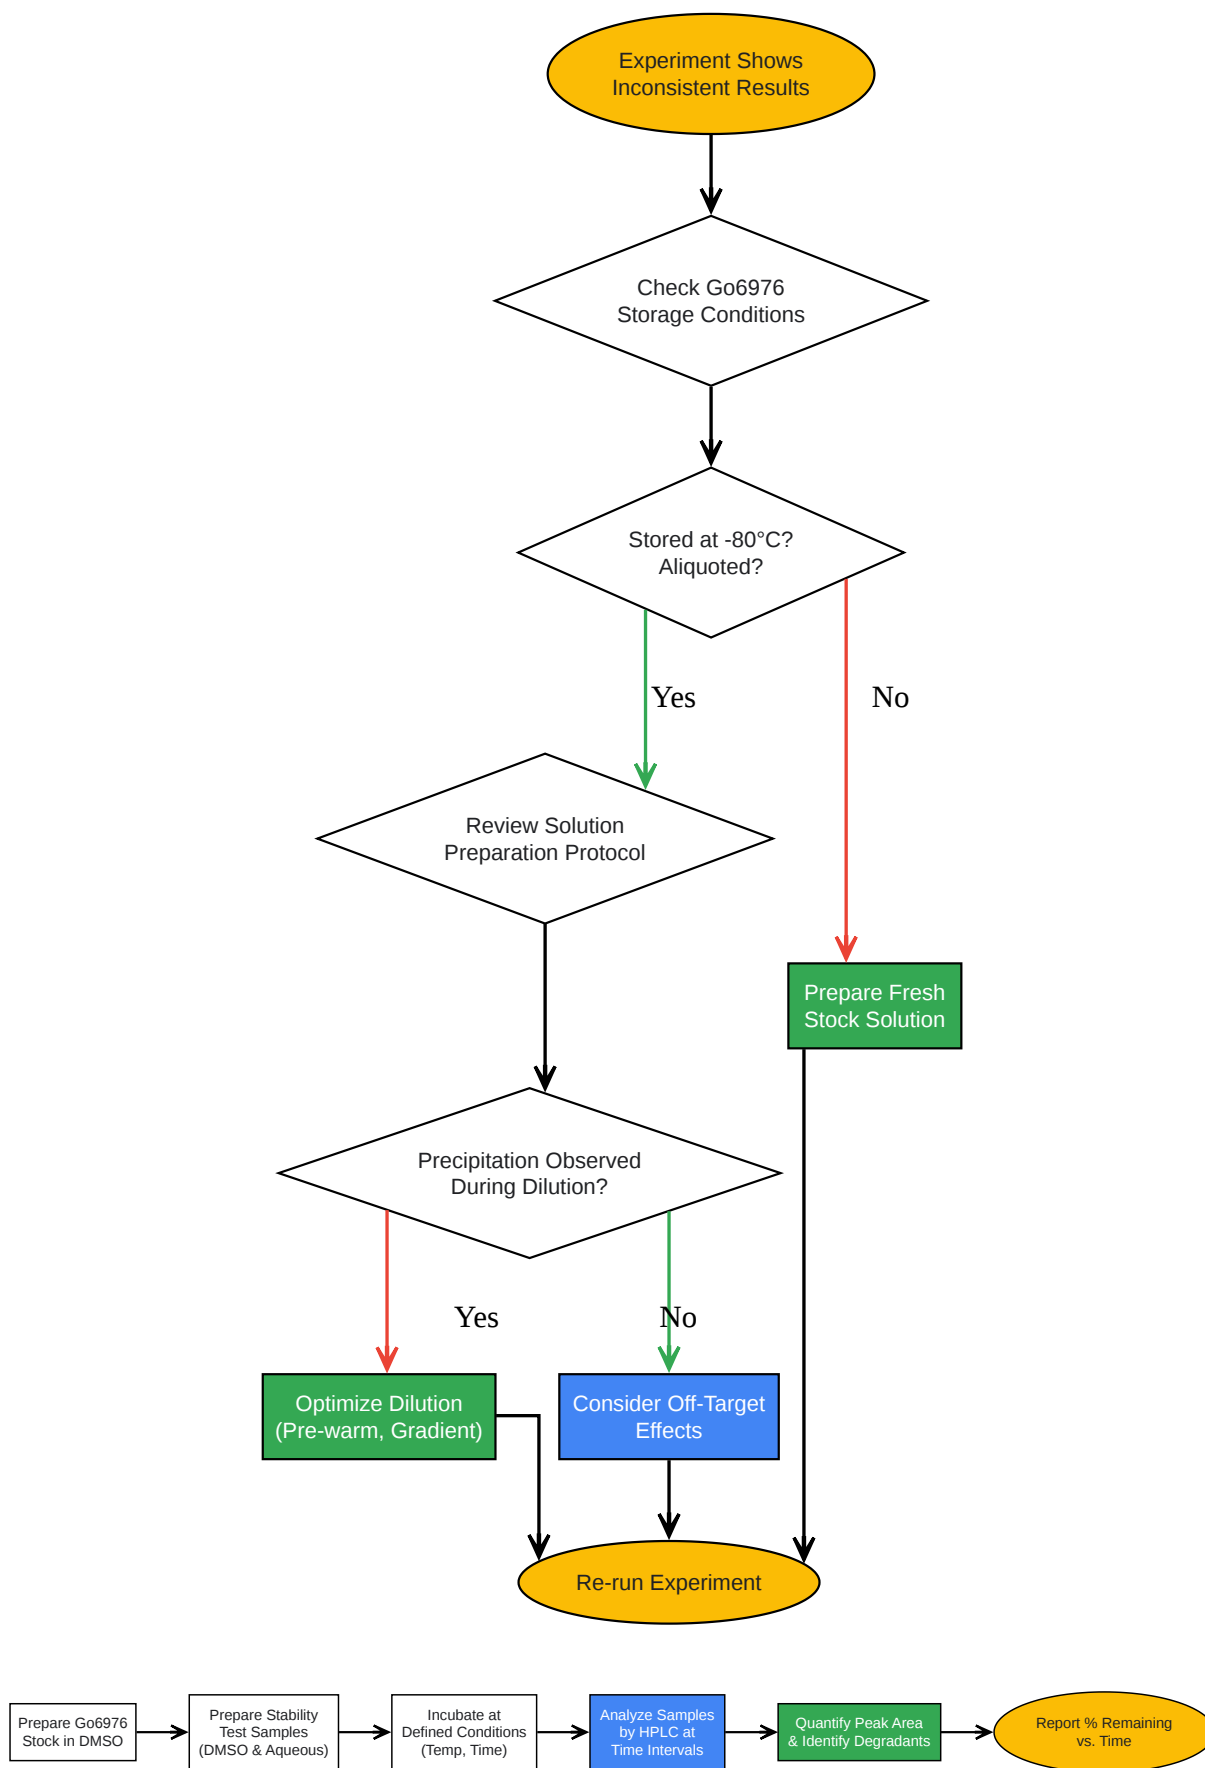 Experiment Shows
Inconsistent Results
Check Go6976
Storage Conditions
Stored at -80°C?
Aliquoted?
Yes
No
Review Solution
Preparation Protocol
Prepare Fresh
Stock Solution
Precipitation Observed
During Dilution?
Yes
No
Optimize Dilution
(Pre-warm, Gradient)
Consider Off-Target
Effects
Re-run Experiment
Prepare Go6976
Stock in DMSO
Prepare Stability
Test Samples
(DMSO & Aqueous)
Incubate at
Defined Conditions
(Temp, Time)
Analyze Samples
by HPLC at
Time Intervals
Quantify Peak Area
& Identify Degradants
Report % Remaining
vs. Time